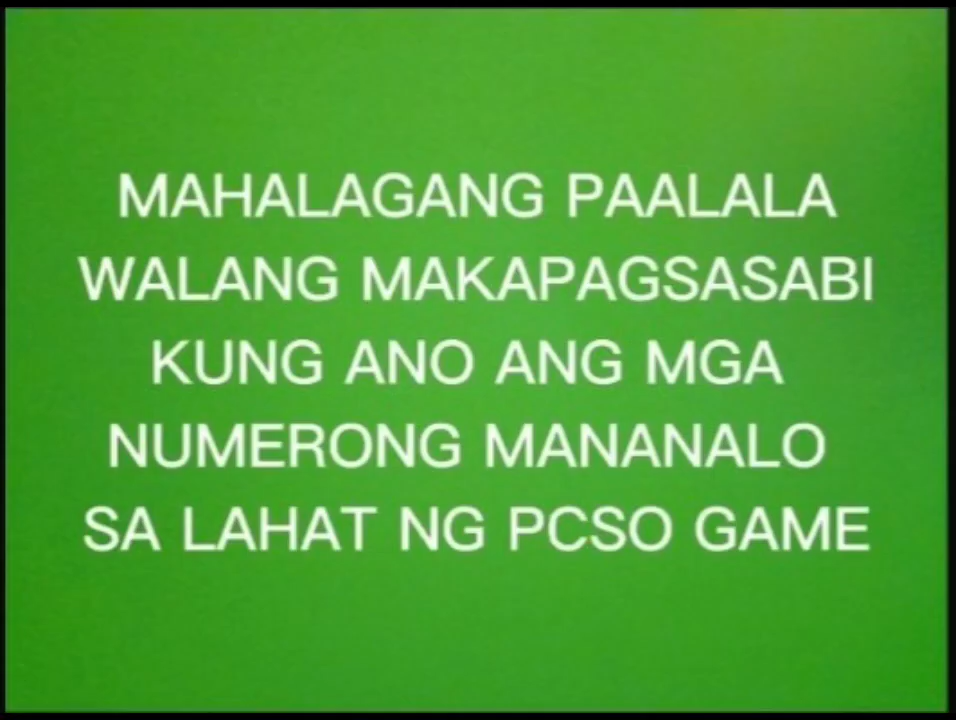 MAHALAGANG PAALALA
WALANG MAKAPAGSASABI
KUNG ANO ANG MGA
NUMERONG MANANALO
SA LAHAT NG PCSO GAME